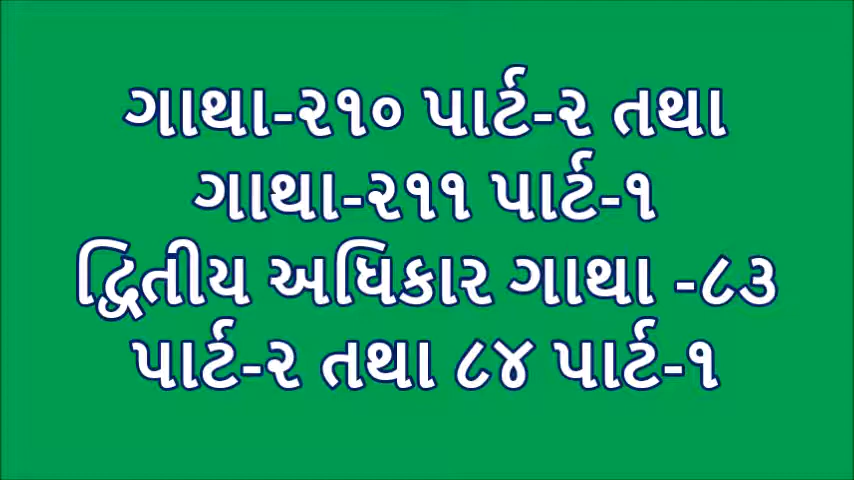 ગાથા-૨૧૦ પાર્ટ-૨ તથા
ગાથા-૨૧૧ પાર્ટ-૧
દ્વિતીય અધિકાર ગાથા -૮૩
પાર્ટ-૨ તથા ૮૪ પાર્ટ-૧